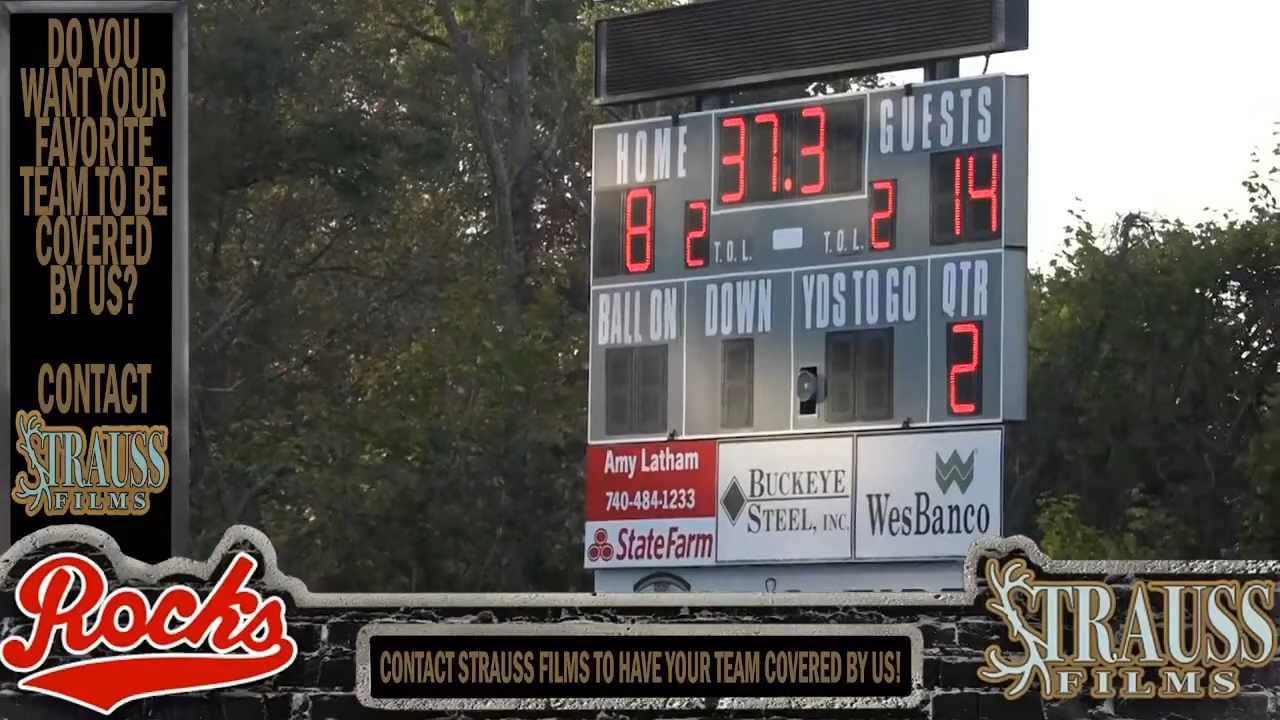 DO YOU
WANT YOUR
FAVORITE
TEAM TO BE
COVERED
BY US?
CONTACT
STRAUSS
FILMS
HOME 37.3 GUESTS
8 2 T.O.L. T.O.L. 2 14
BALL ON DOWN YDS TO GO QTR
2
Amy Latham
740-484-1233
StateFarm
BUCKEYE
STEEL, INC.
WesBanco
Rocks
CONTACT STRAUSS FILMS TO HAVE YOUR TEAM COVERED BY US!
STRAUSS
FILMS